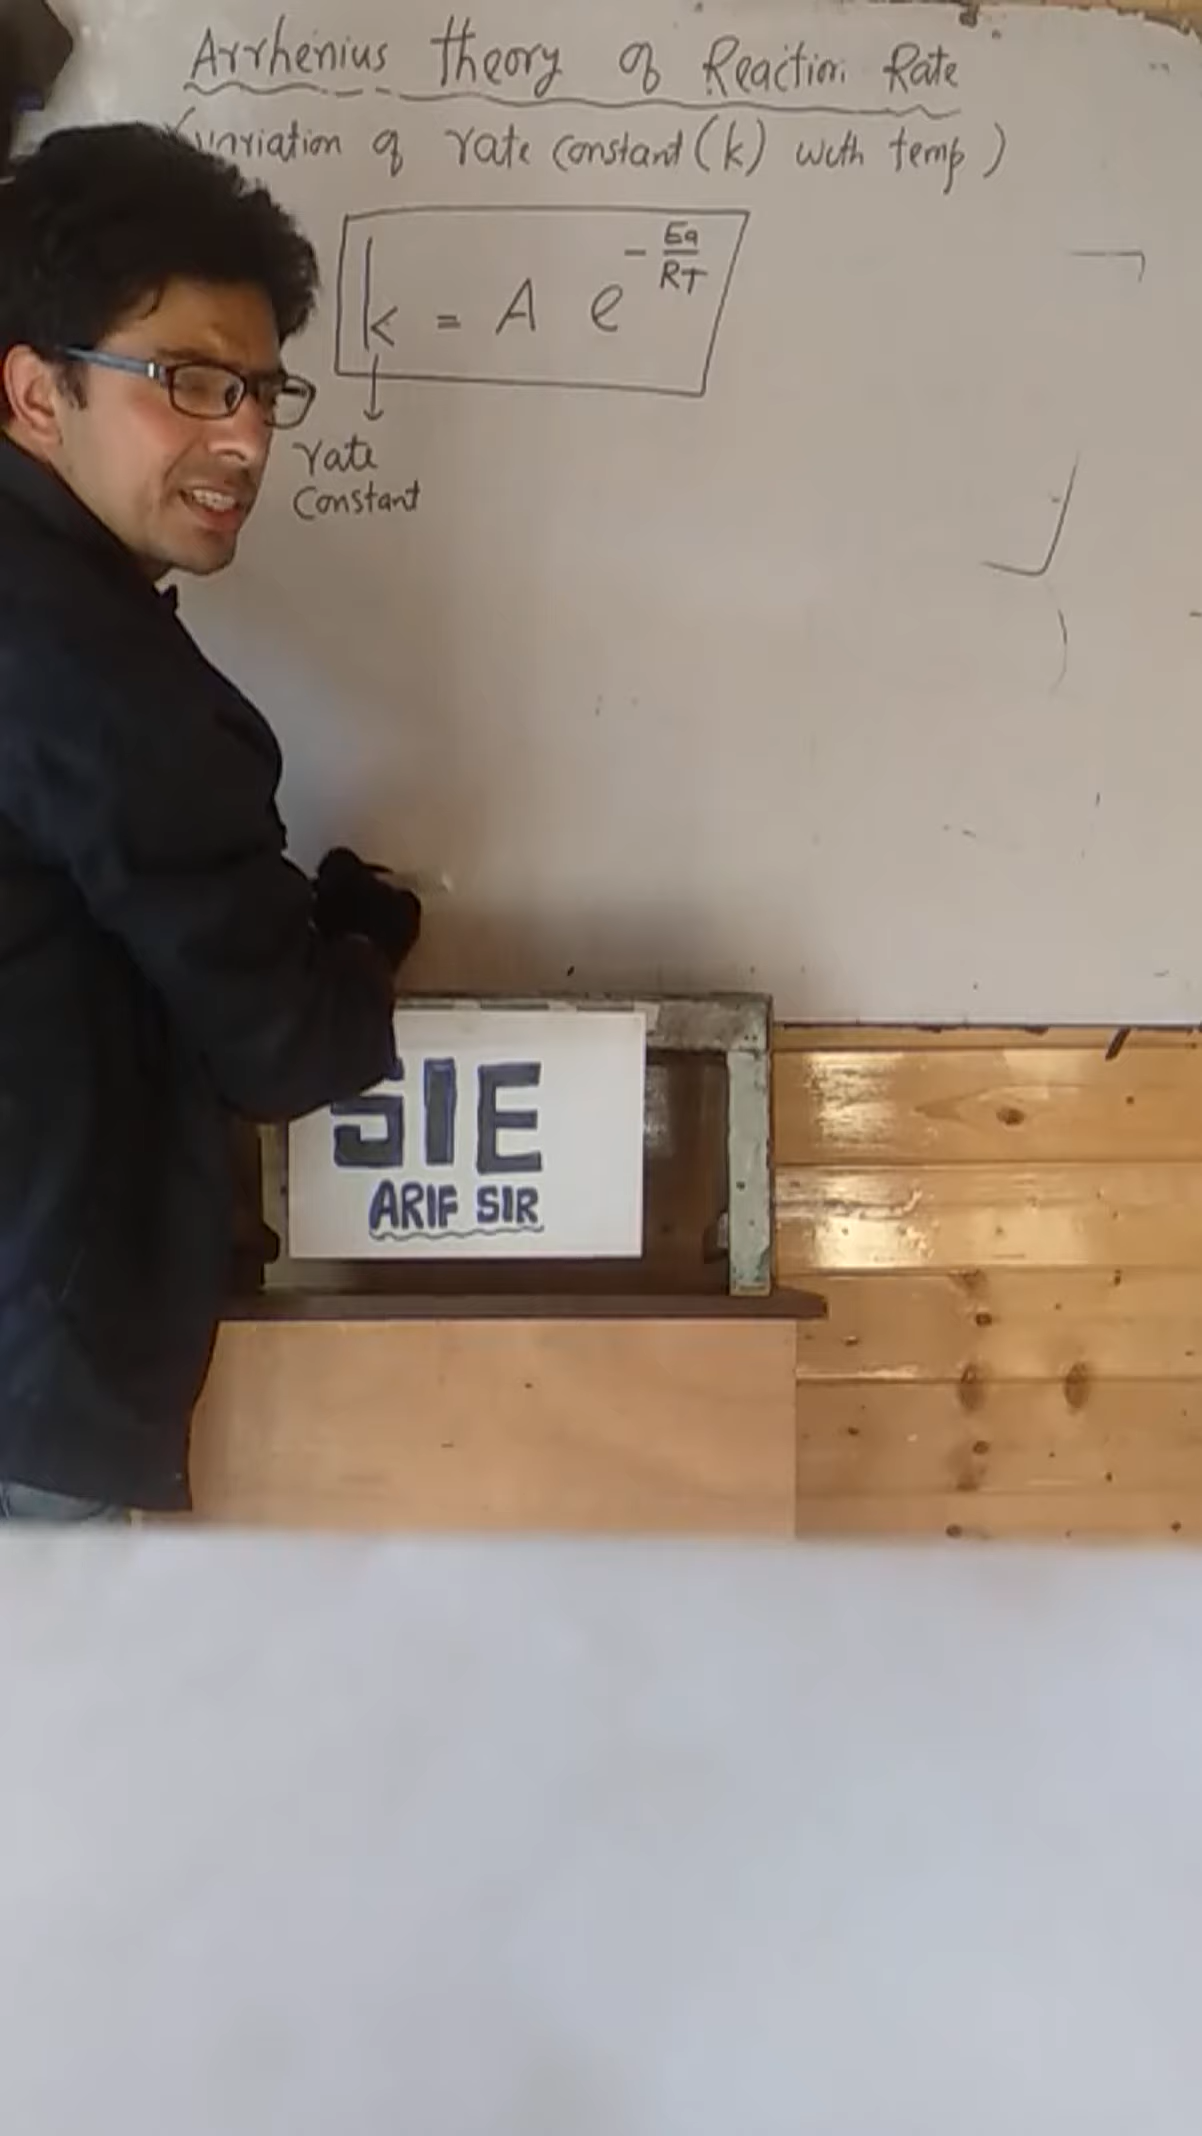 Arrhenius theory of Reaction Rate
(variation of rate constant (k) with temp)
k = A e^-Ea/RT
rate
Constant
SIE
ARIF SIR